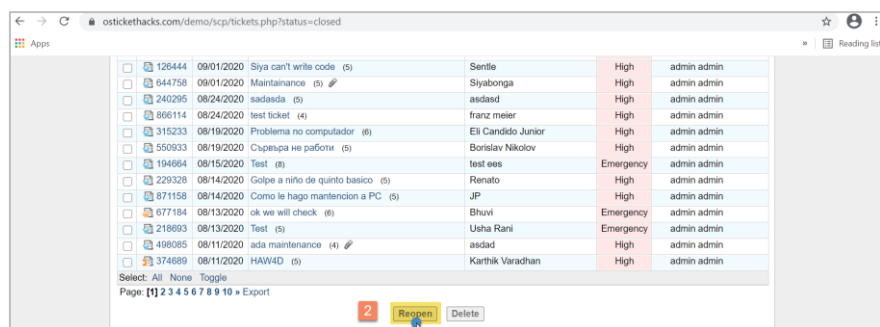 ostickethacks.com/demo/scp/tickets.php?status=closed
Apps » Reading list
126444 09/01/2020 Siya can't write code (5) Sentle High admin admin
644758 09/01/2020 Maintainance (5) Siyabonga High admin admin
240295 08/24/2020 sadasda (6) asdasd High admin admin
866114 08/24/2020 test ticket (4) franz meier High admin admin
315233 08/19/2020 Problema no computador (6) Eli Candido Junior High admin admin
550933 08/19/2020 Сървъра не работи (5) Borislav Nikolov High admin admin
194664 08/15/2020 Test (8) test ees Emergency admin admin
229328 08/14/2020 Golpe a niño de quinto basico (5) Renato High admin admin
871158 08/14/2020 Como le hago mantencion a PC (5) JP High admin admin
677184 08/13/2020 ok we will check (6) Bhuvi Emergency admin admin
218693 08/13/2020 Test (5) Usha Rani Emergency admin admin
498085 08/11/2020 ada maintenance (4) asdad High admin admin
374689 08/11/2020 HAW4D (5) Karthik Varadhan High admin admin
Select: All None Toggle
Page: [1] 2 3 4 5 6 7 8 9 10 » Export
2 Reopen Delete